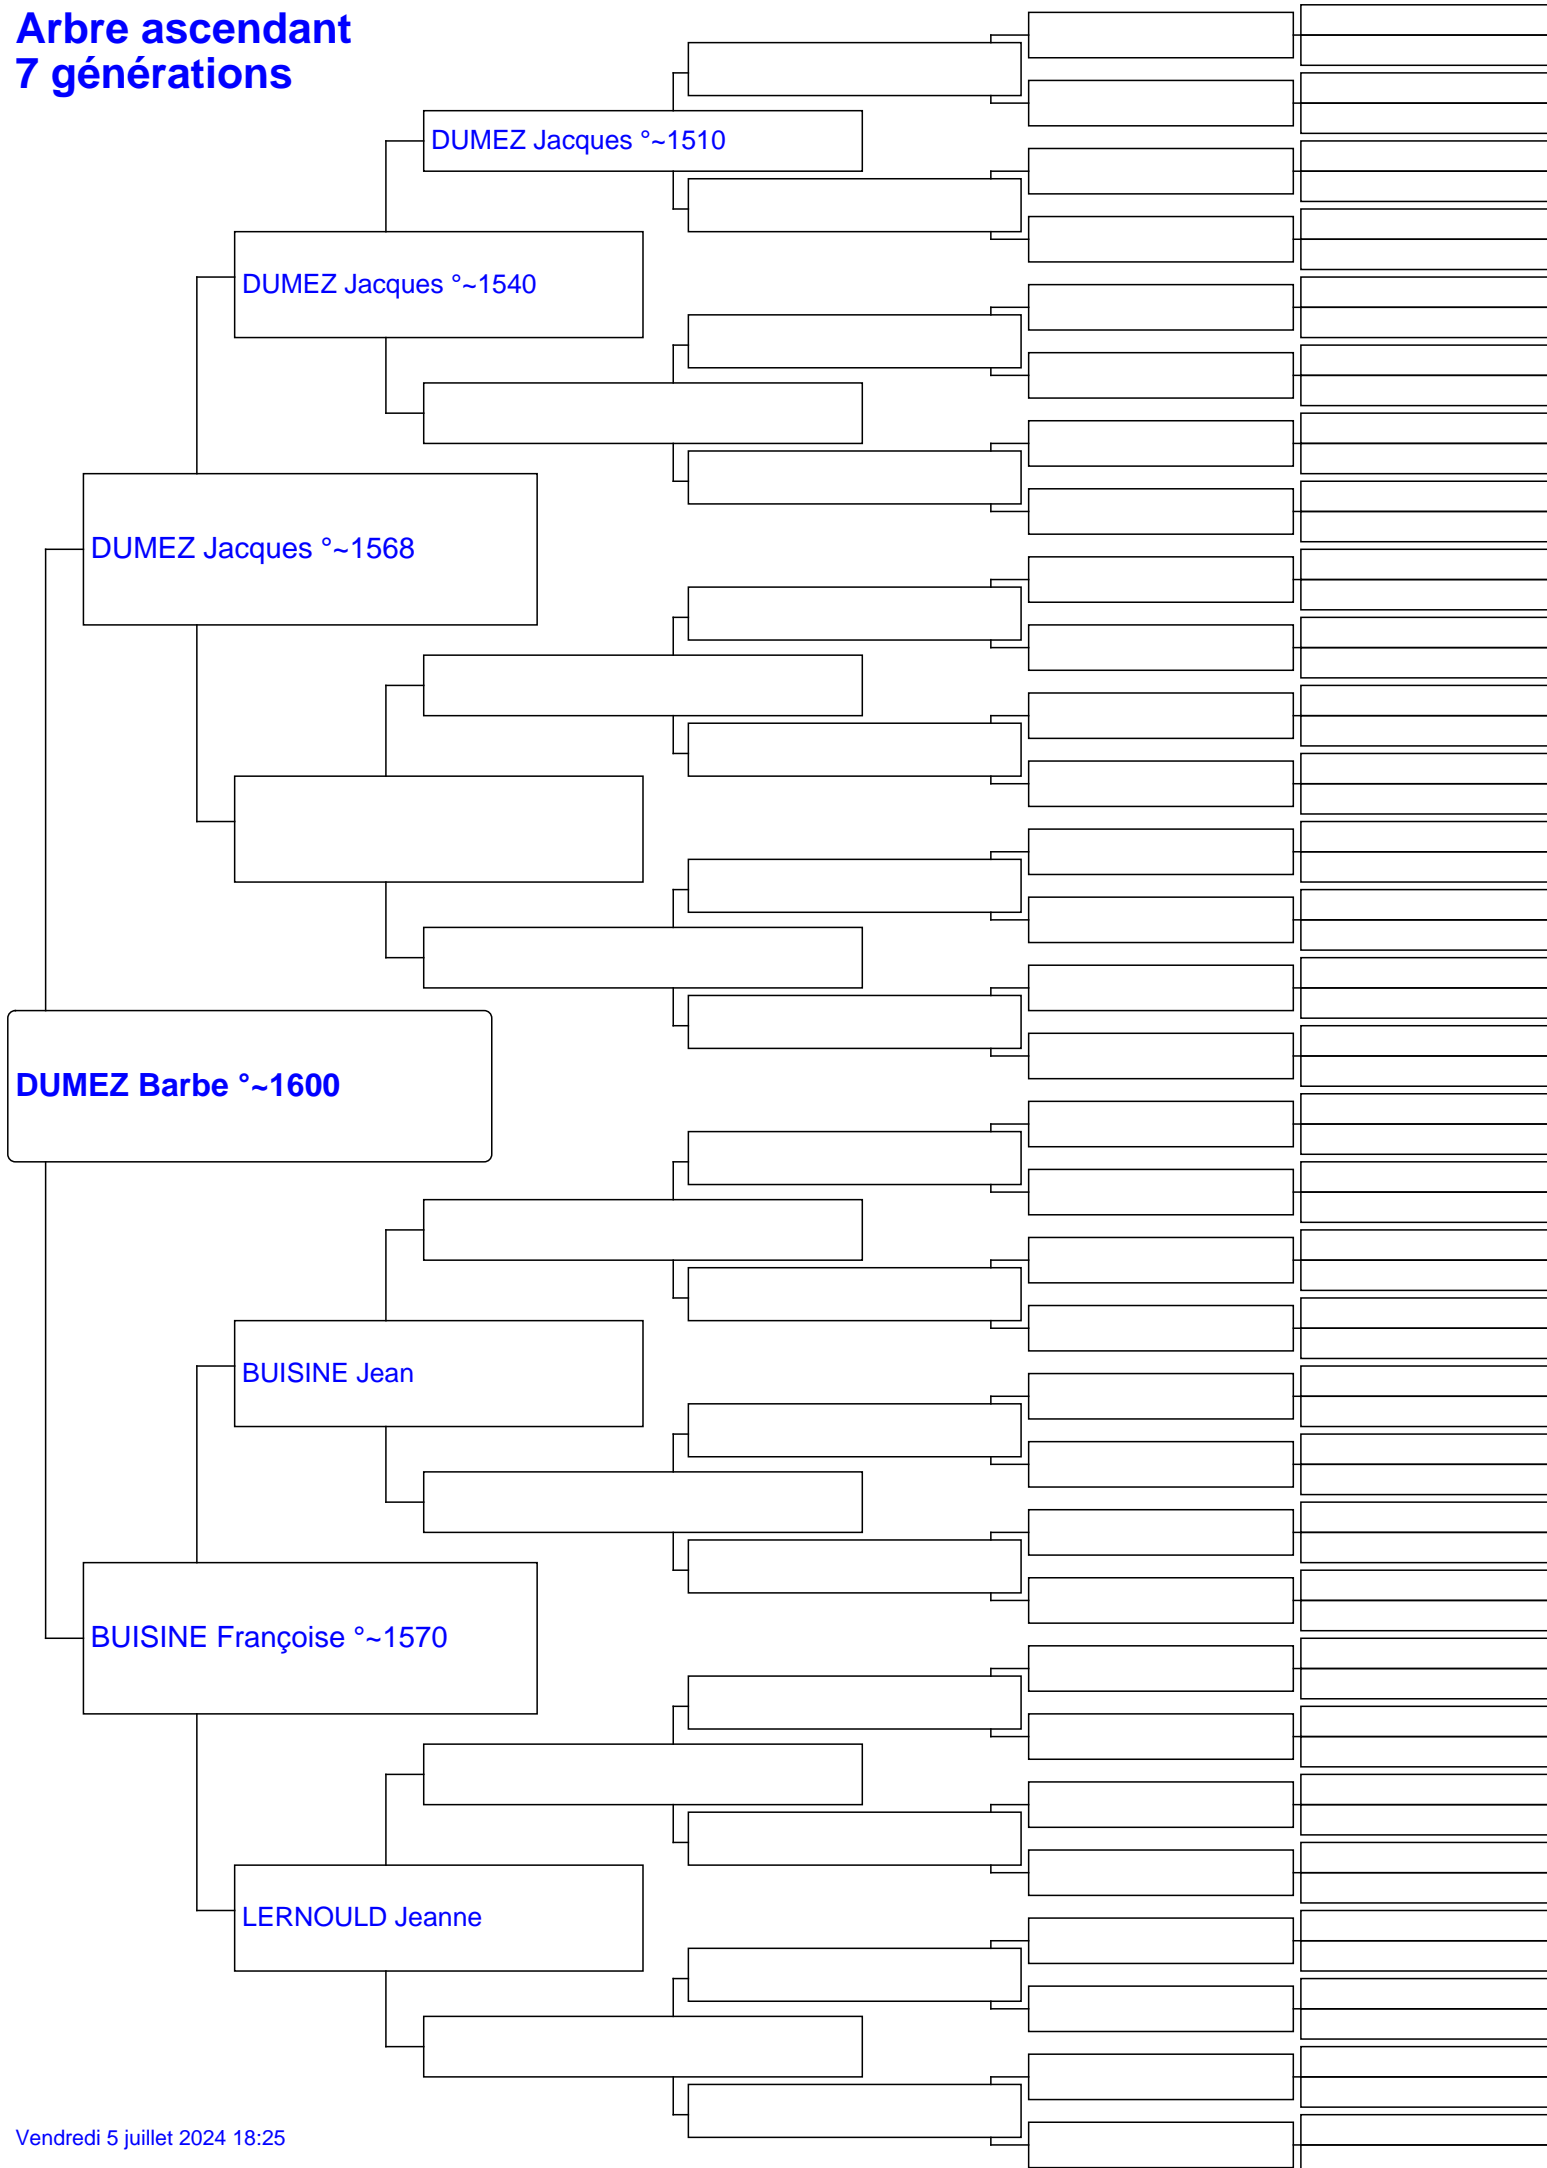 Arbre ascendant
7 générations
DUMEZ Jacques °~1510
DUMEZ Jacques °~1540
DUMEZ Jacques °~1568
DUMEZ Barbe °~1600
BUISINE Jean
BUISINE Françoise °~1570
LERNOULD Jeanne
Vendredi 5 juillet 2024 18:25